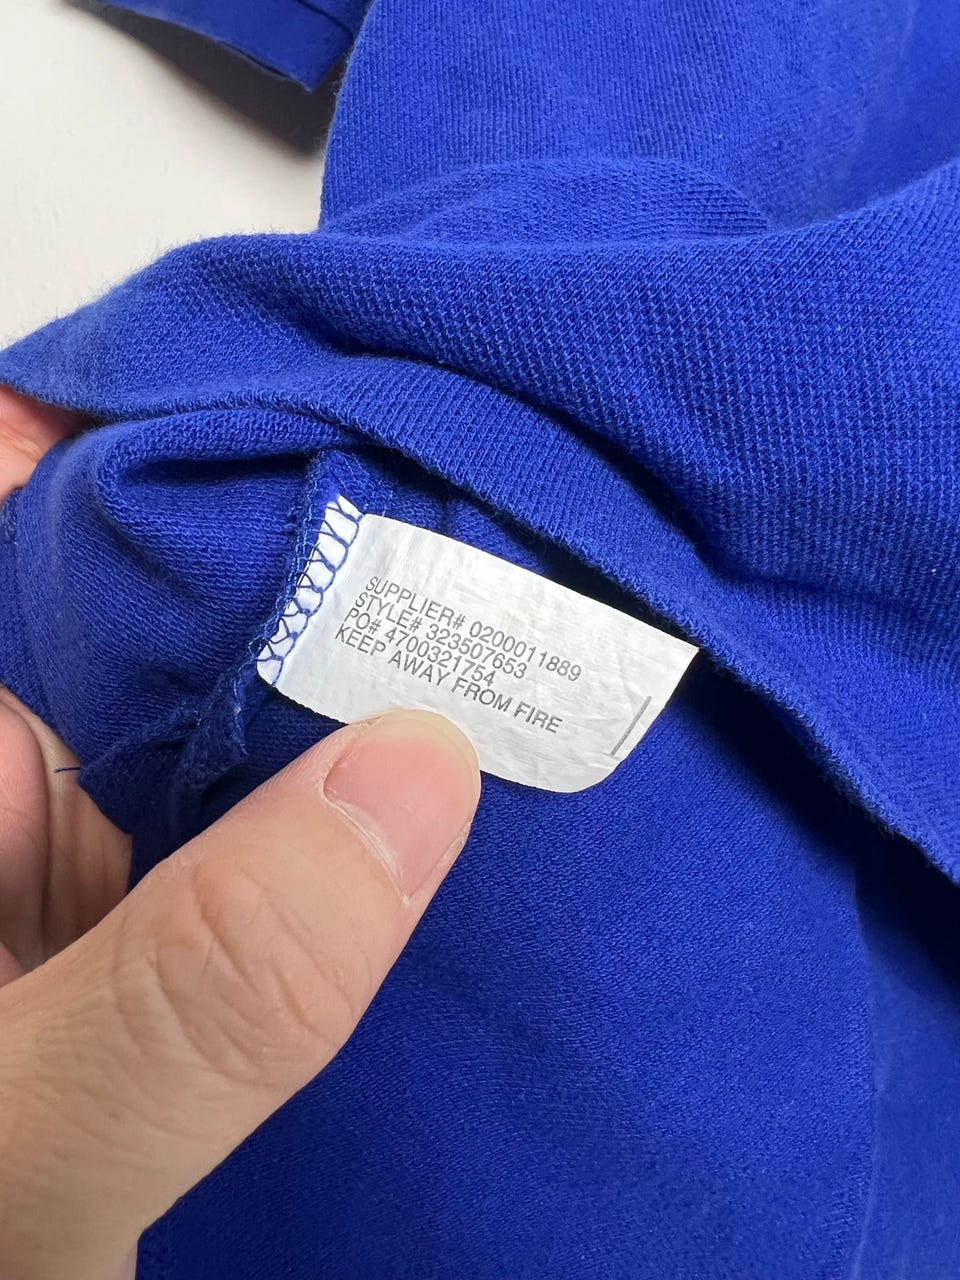 SUPPLIER# 0200011889
STYLE# 323507653
PO# 4700321754
KEEP AWAY FROM FIRE